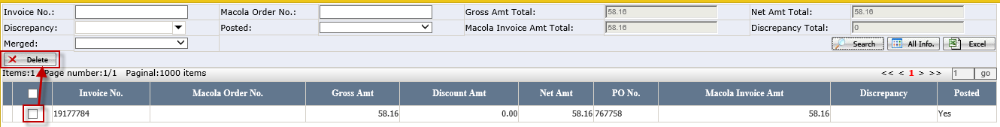 Invoice No.: Macola Order No.: Gross Amt Total: 58.16 Net Amt Total: 58.16
Discrepancy: Posted: Macola Invoice Amt Total: 58.16 Discrepancy Total: 0
Merged: Search All Info. Excel
Delete
Items:1 Page number:1/1 Paginal:1000 items << < 1 > >> 1 go
Invoice No. Macola Order No. Gross Amt Discount Amt Net Amt PO No. Macola Invoice Amt Discrepancy Posted
19177784 58.16 0.00 58.16 767758 58.16 Yes